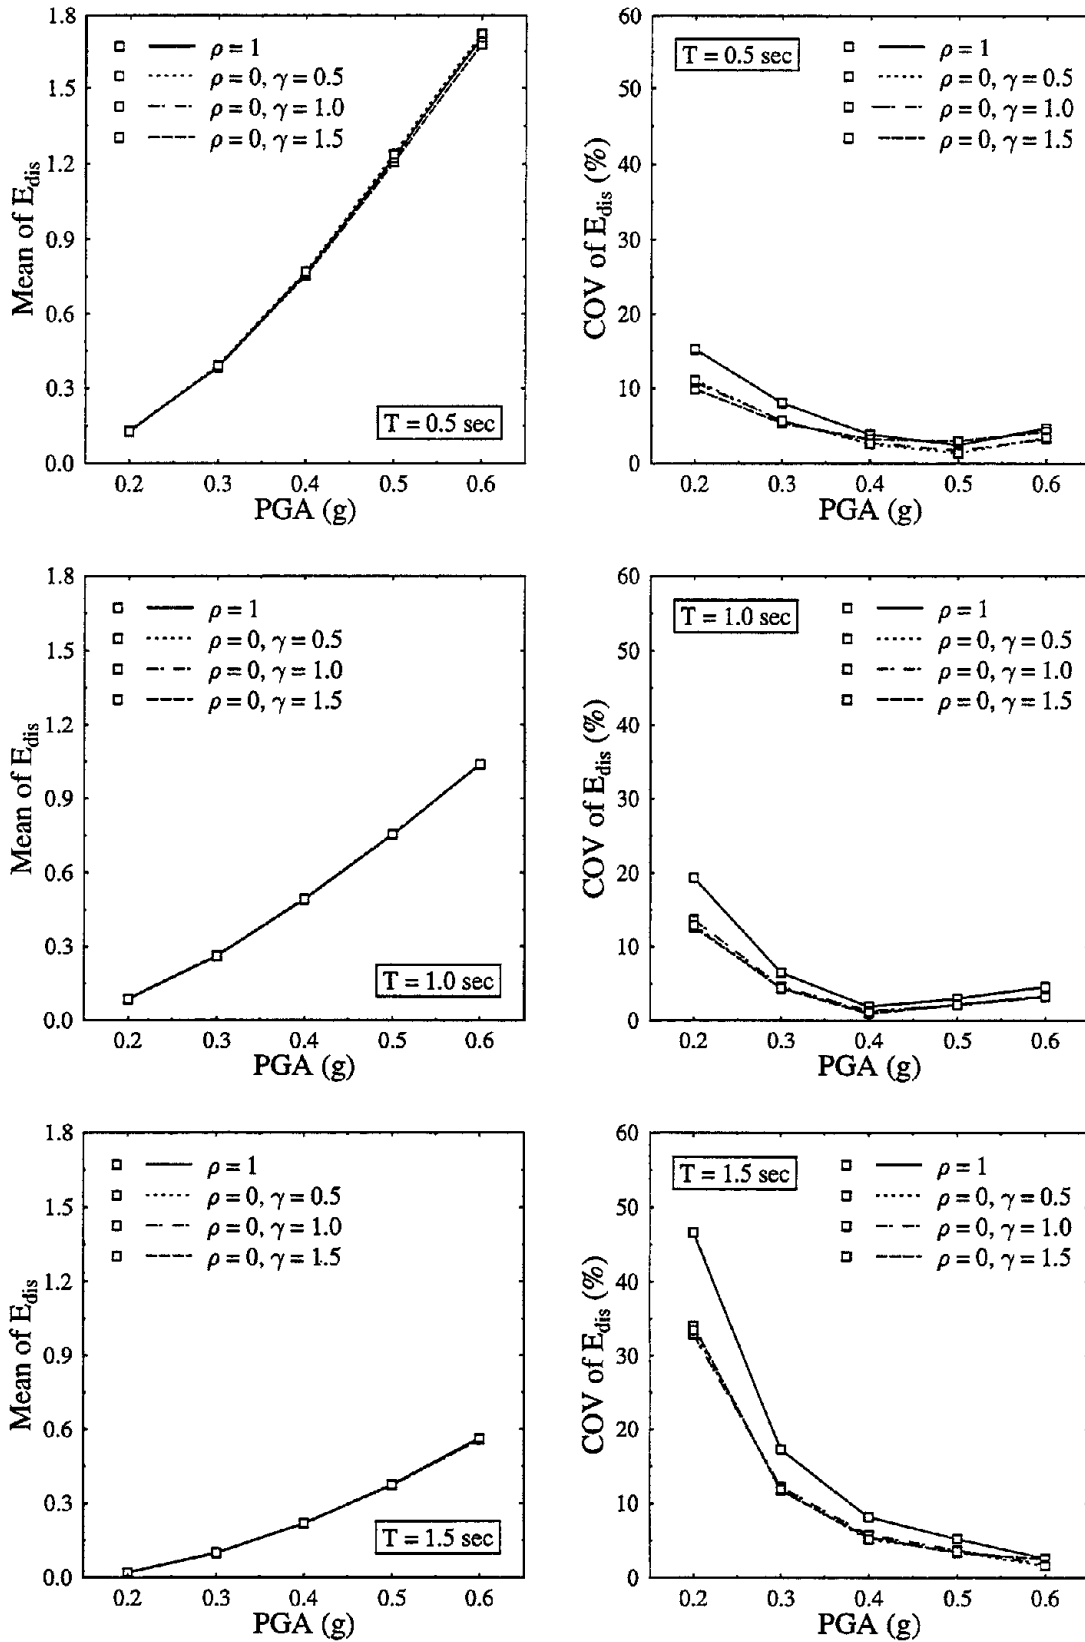 1.8
1.5
1.2
0.9
0.6
0.3
0.0
Mean of E_dis
ρ = 1
ρ = 0, γ = 0.5
ρ = 0, γ = 1.0
ρ = 0, γ = 1.5
T = 0.5 sec
0.2 0.3 0.4 0.5 0.6
PGA (g)
60
50
40
30
20
10
0
COV of E_dis (%)
T = 0.5 sec
ρ = 1
ρ = 0, γ = 0.5
ρ = 0, γ = 1.0
ρ = 0, γ = 1.5
0.2 0.3 0.4 0.5 0.6
PGA (g)
1.8
1.5
1.2
0.9
0.6
0.3
0.0
Mean of E_dis
ρ = 1
ρ = 0, γ = 0.5
ρ = 0, γ = 1.0
ρ = 0, γ = 1.5
T = 1.0 sec
0.2 0.3 0.4 0.5 0.6
PGA (g)
60
50
40
30
20
10
0
COV of E_dis (%)
T = 1.0 sec
ρ = 1
ρ = 0, γ = 0.5
ρ = 0, γ = 1.0
ρ = 0, γ = 1.5
0.2 0.3 0.4 0.5 0.6
PGA (g)
1.8
1.5
1.2
0.9
0.6
0.3
0.0
Mean of E_dis
ρ = 1
ρ = 0, γ = 0.5
ρ = 0, γ = 1.0
ρ = 0, γ = 1.5
T = 1.5 sec
0.2 0.3 0.4 0.5 0.6
PGA (g)
60
50
40
30
20
10
0
COV of E_dis (%)
T = 1.5 sec
ρ = 1
ρ = 0, γ = 0.5
ρ = 0, γ = 1.0
ρ = 0, γ = 1.5
0.2 0.3 0.4 0.5 0.6
PGA (g)